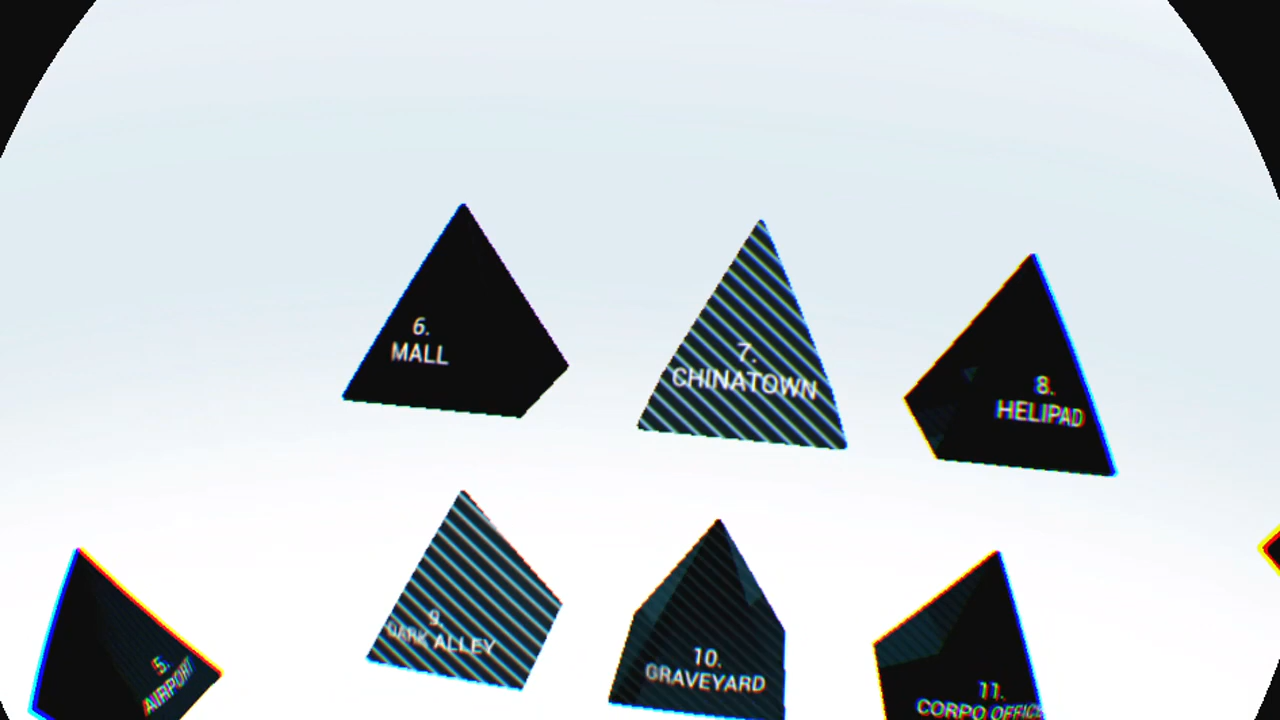 6.
MALL
7.
CHINATOWN
8.
HELIPAD
5.
AIRPORT
9.
DARK ALLEY
10.
GRAVEYARD
11.
CORPO OFFICE